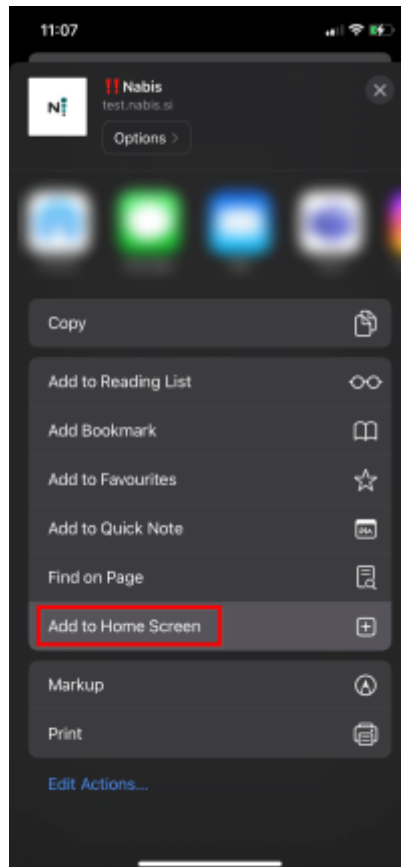 11:07
‼Nabis
test.nabis.si
Options >
Copy
Add to Reading List
Add Bookmark
Add to Favourites
Add to Quick Note
Find on Page
Add to Home Screen
Markup
Print
Edit Actions...